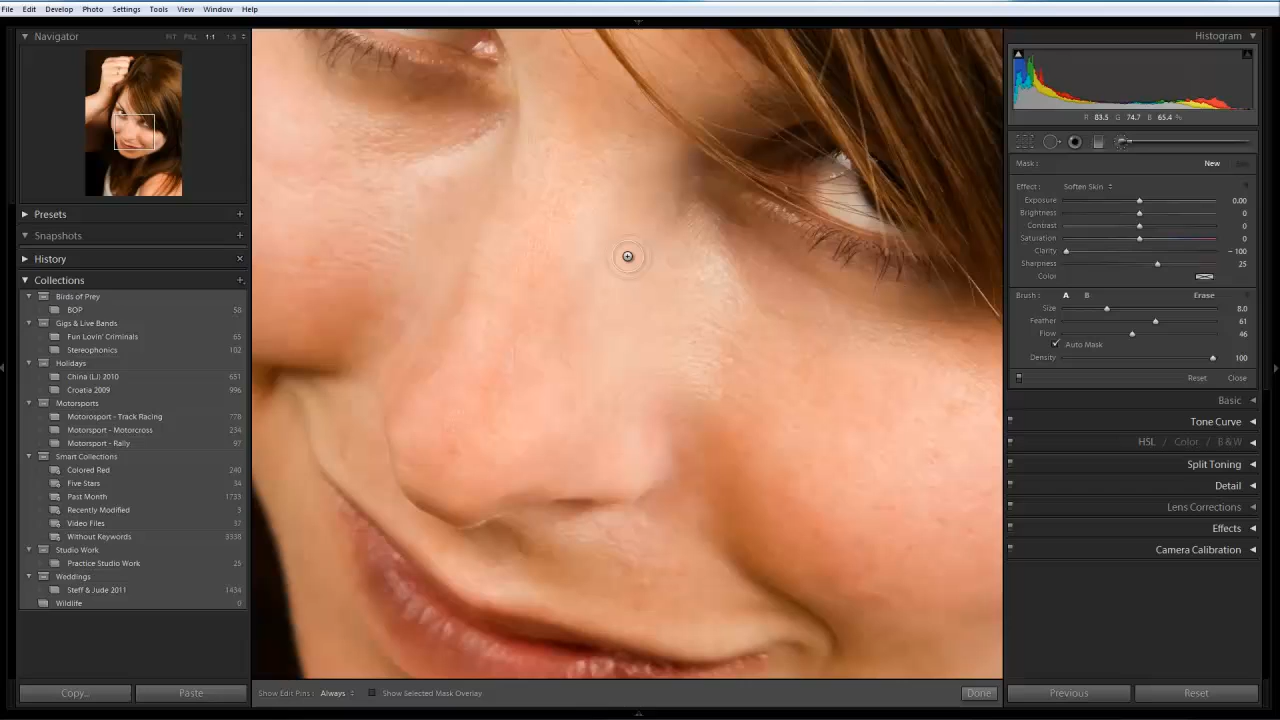 File Edit Develop Photo Settings Tools View Window Help
Navigator FIT FILL 1:1 1:3
Presets
Snapshots
History
Collections
Birds of Prey
BOP 58
Gigs & Live Bands
Fun Lovin' Criminals 65
Stereophonics 102
Holidays
China (LJ) 2010 651
Croatia 2009 996
Motorsports
Motorosport - Track Racing 778
Motorsport - Motorcross 234
Motorsport - Rally 97
Smart Collections
Colored Red 240
Five Stars 34
Past Month 1733
Recently Modified 3
Video Files 37
Without Keywords 3338
Studio Work
Practice Studio Work 25
Weddings
Steff & Jude 2011 1434
Wildlife 0
Copy... Paste
Show Edit Pins : Always Show Selected Mask Overlay Done
Histogram
R 83.5 G 74.7 B 65.4 %
Mask : New
Effect : Soften Skin
Exposure 0.00
Brightness 0
Contrast 0
Saturation 0
Clarity - 100
Sharpness 25
Color
Brush : A B Erase
Size 8.0
Feather 61
Flow 46
Auto Mask
Density 100
Reset Close
Basic
Tone Curve
HSL / Color / B & W
Split Toning
Detail
Lens Corrections
Effects
Camera Calibration
Previous Reset